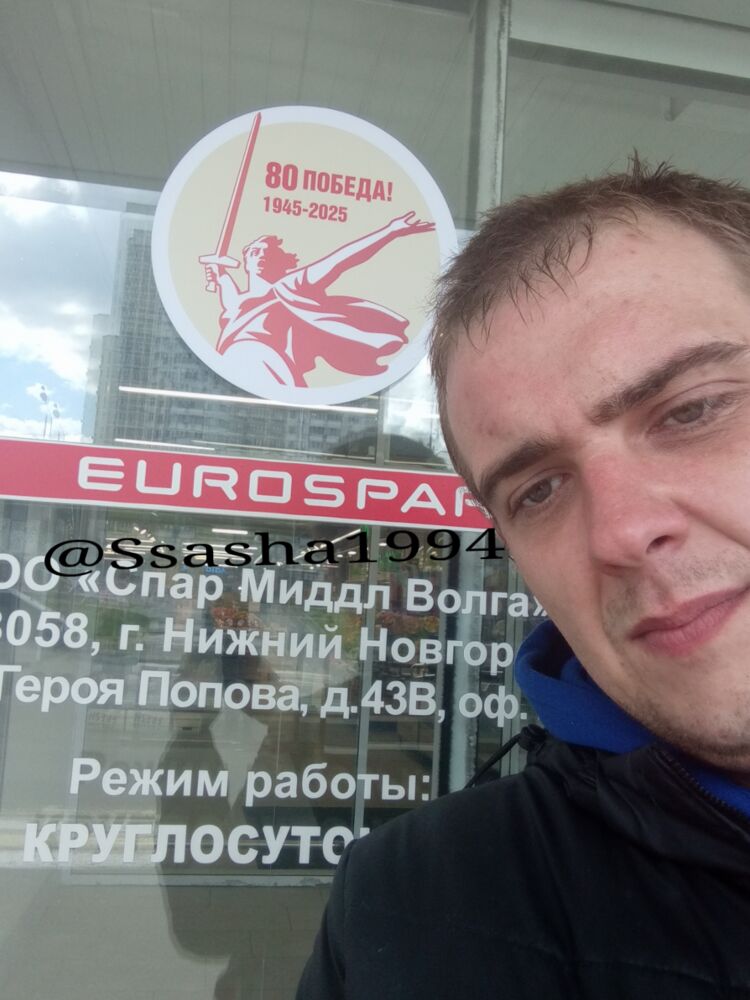 80 ПОБЕДА!
1945-2025
EUROSPAR
@Ssasha1994
ОО «Спар Миддл Волга»
3058, г. Нижний Новгор
Героя Попова, д.43В, оф.
Режим работы:
КРУГЛОСУТО